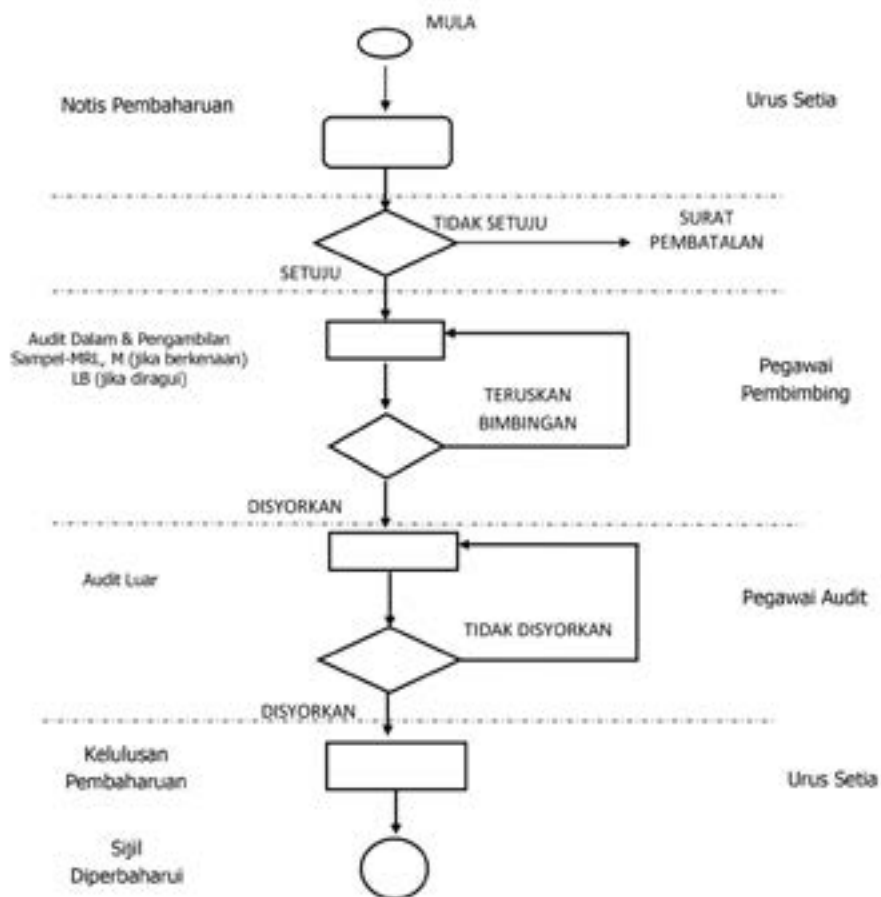 MULA
Notis Pembaharuan
Urus Setia
TIDAK SETUJU
SURAT
PEMBATALAN
SETUJU
Audit Dalam & Pengambilan
Sampel-MRL, M (jika berkenaan)
LB (jika diragui)
TERUSKAN
BIMBINGAN
Pegawai
Pembimbing
DISYORKAN
Audit Luar
Pegawai Audit
TIDAK DISYORKAN
DISYORKAN
Kelulusan
Pembaharuan
Urus Setia
Sijil
Diperbaharui